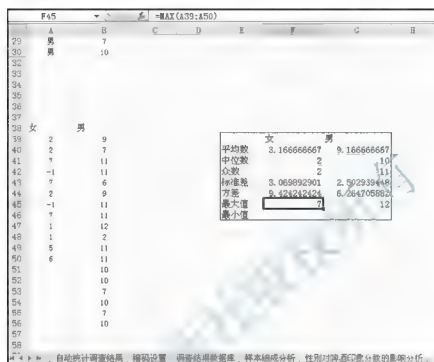 F45 =MAX(A39:A50)
A B C D E F G H
29 男 7
30 男 10
32
33
34
35
36
37
38 女 男
39 2 9 女 男
40 2 7 平均数 3.166666667 9.166666667
41 7 11 中位数 2 10
42 -1 11 众数 2 11
43 7 6 标准差 3.069892901 2.502939448
44 2 9 方差 9.424242424 6.264705882
45 -1 11 最大值 7 12
46 7 11 最小值
47 1 12
48 1 2
49 5 11
50 6 11
51 10
52 10
53 7
54 10
55 7
56 10
57
58
自动统计调查结果 编码设置 调查结果数据库 样本组成分析 性别对牌名印象分数的影响分析